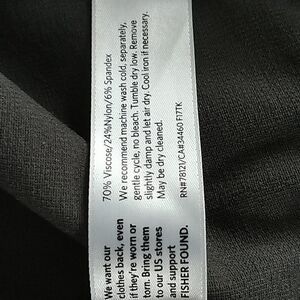 70% Viscose/24%Nylon/6% Spandex
We recommend machine wash cold, separately,
gentle cycle, no bleach. Tumble dry low. Remove
slightly damp and let air dry. Cool iron if necessary.
May be dry cleaned.
RN#78121/CA#34460 F17TK
We want our
clothes back, even
if they're worn or
torn. Bring them
to our US stores
and support
FISHER FOUND.